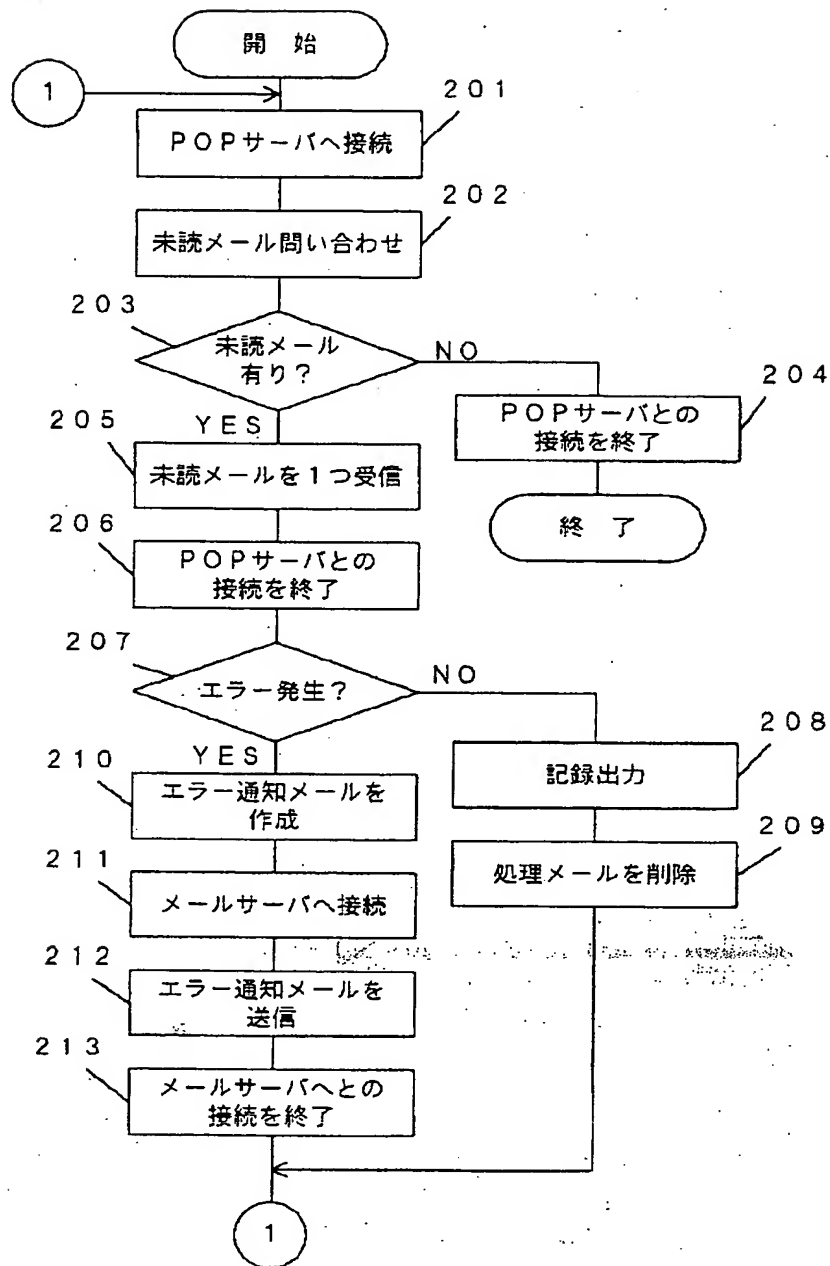 開 始
1
201
POPサーバへ接続
202
未読メール問い合わせ
203
未読メール
有り?
NO
204
POPサーバとの
接続を終了
終 了
YES
205
未読メールを1つ受信
206
POPサーバとの
接続を終了
207
エラー発生?
NO
208
記録出力
209
処理メールを削除
YES
210
エラー通知メールを
作成
211
メールサーバへ接続
212
エラー通知メールを
送信
213
メールサーバへとの
接続を終了
1